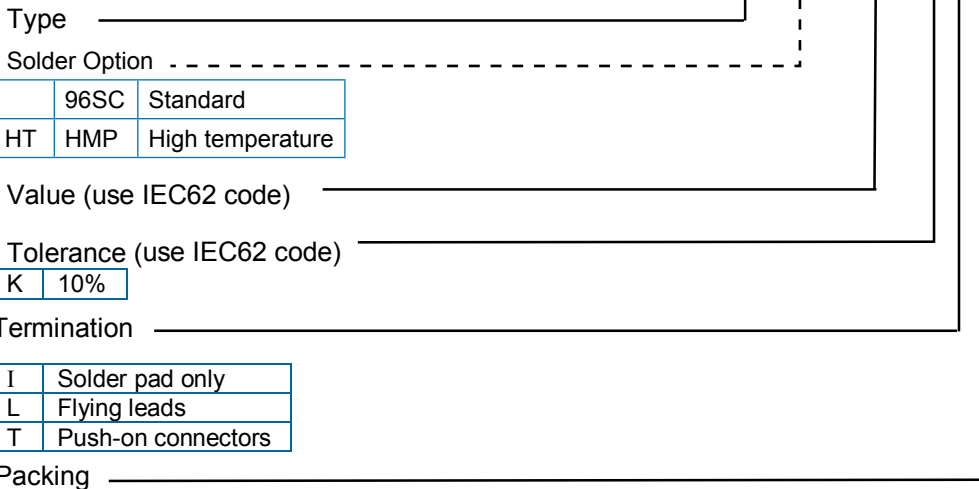 Type
Solder Option
96SC Standard
HT HMP High temperature
Value (use IEC62 code)
Tolerance (use IEC62 code)
K 10%
Termination
I Solder pad only
L Flying leads
T Push-on connectors
Packing